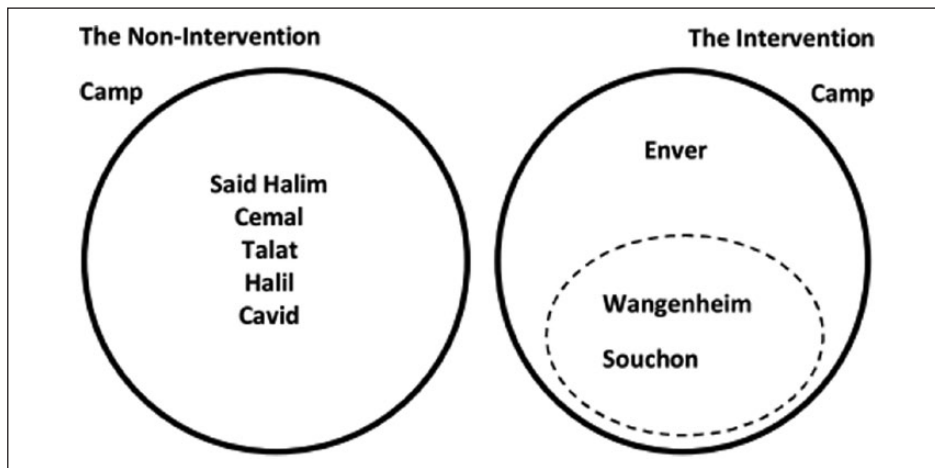 The Non-Intervention
Camp
Said Halim
Cemal
Talat
Halil
Cavid
The Intervention
Camp
Enver
Wangenheim
Souchon